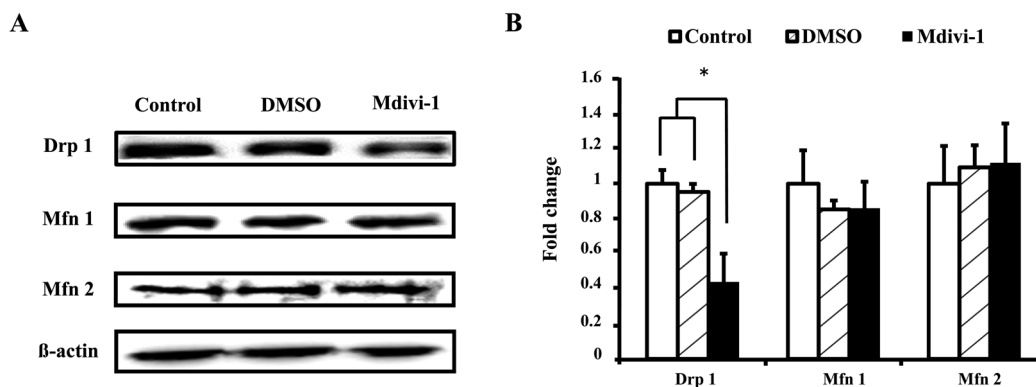 A
Control DMSO Mdivi-1
Drp 1
Mfn 1
Mfn 2
ß-actin
B
Control DMSO Mdivi-1
*
Fold change
1.6
1.4
1.2
1
0.8
0.6
0.4
0.2
0
Drp 1 Mfn 1 Mfn 2